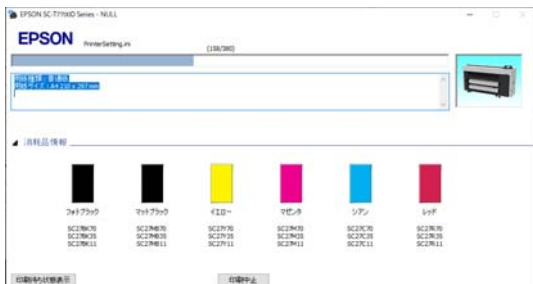 EPSON SC-T7750D Series - NULL
EPSON
PrinterSetting.ini
(158/380)
用紙種類 : 普通紙
用紙サイズ : A4 210 x 297 mm
消耗品情報
フォトブラック
マットブラック
イエロー
マゼンタ
シアン
レッド
SC27BK70
SC27MB70
SC27Y70
SC27M70
SC27C70
SC27R70
SC27BK35
SC27MB35
SC27Y35
SC27M35
SC27C35
SC27R35
SC27BK11
SC27MB11
SC27Y11
SC27M11
SC27C11
SC27R11
印刷待ち状態表示
印刷中止